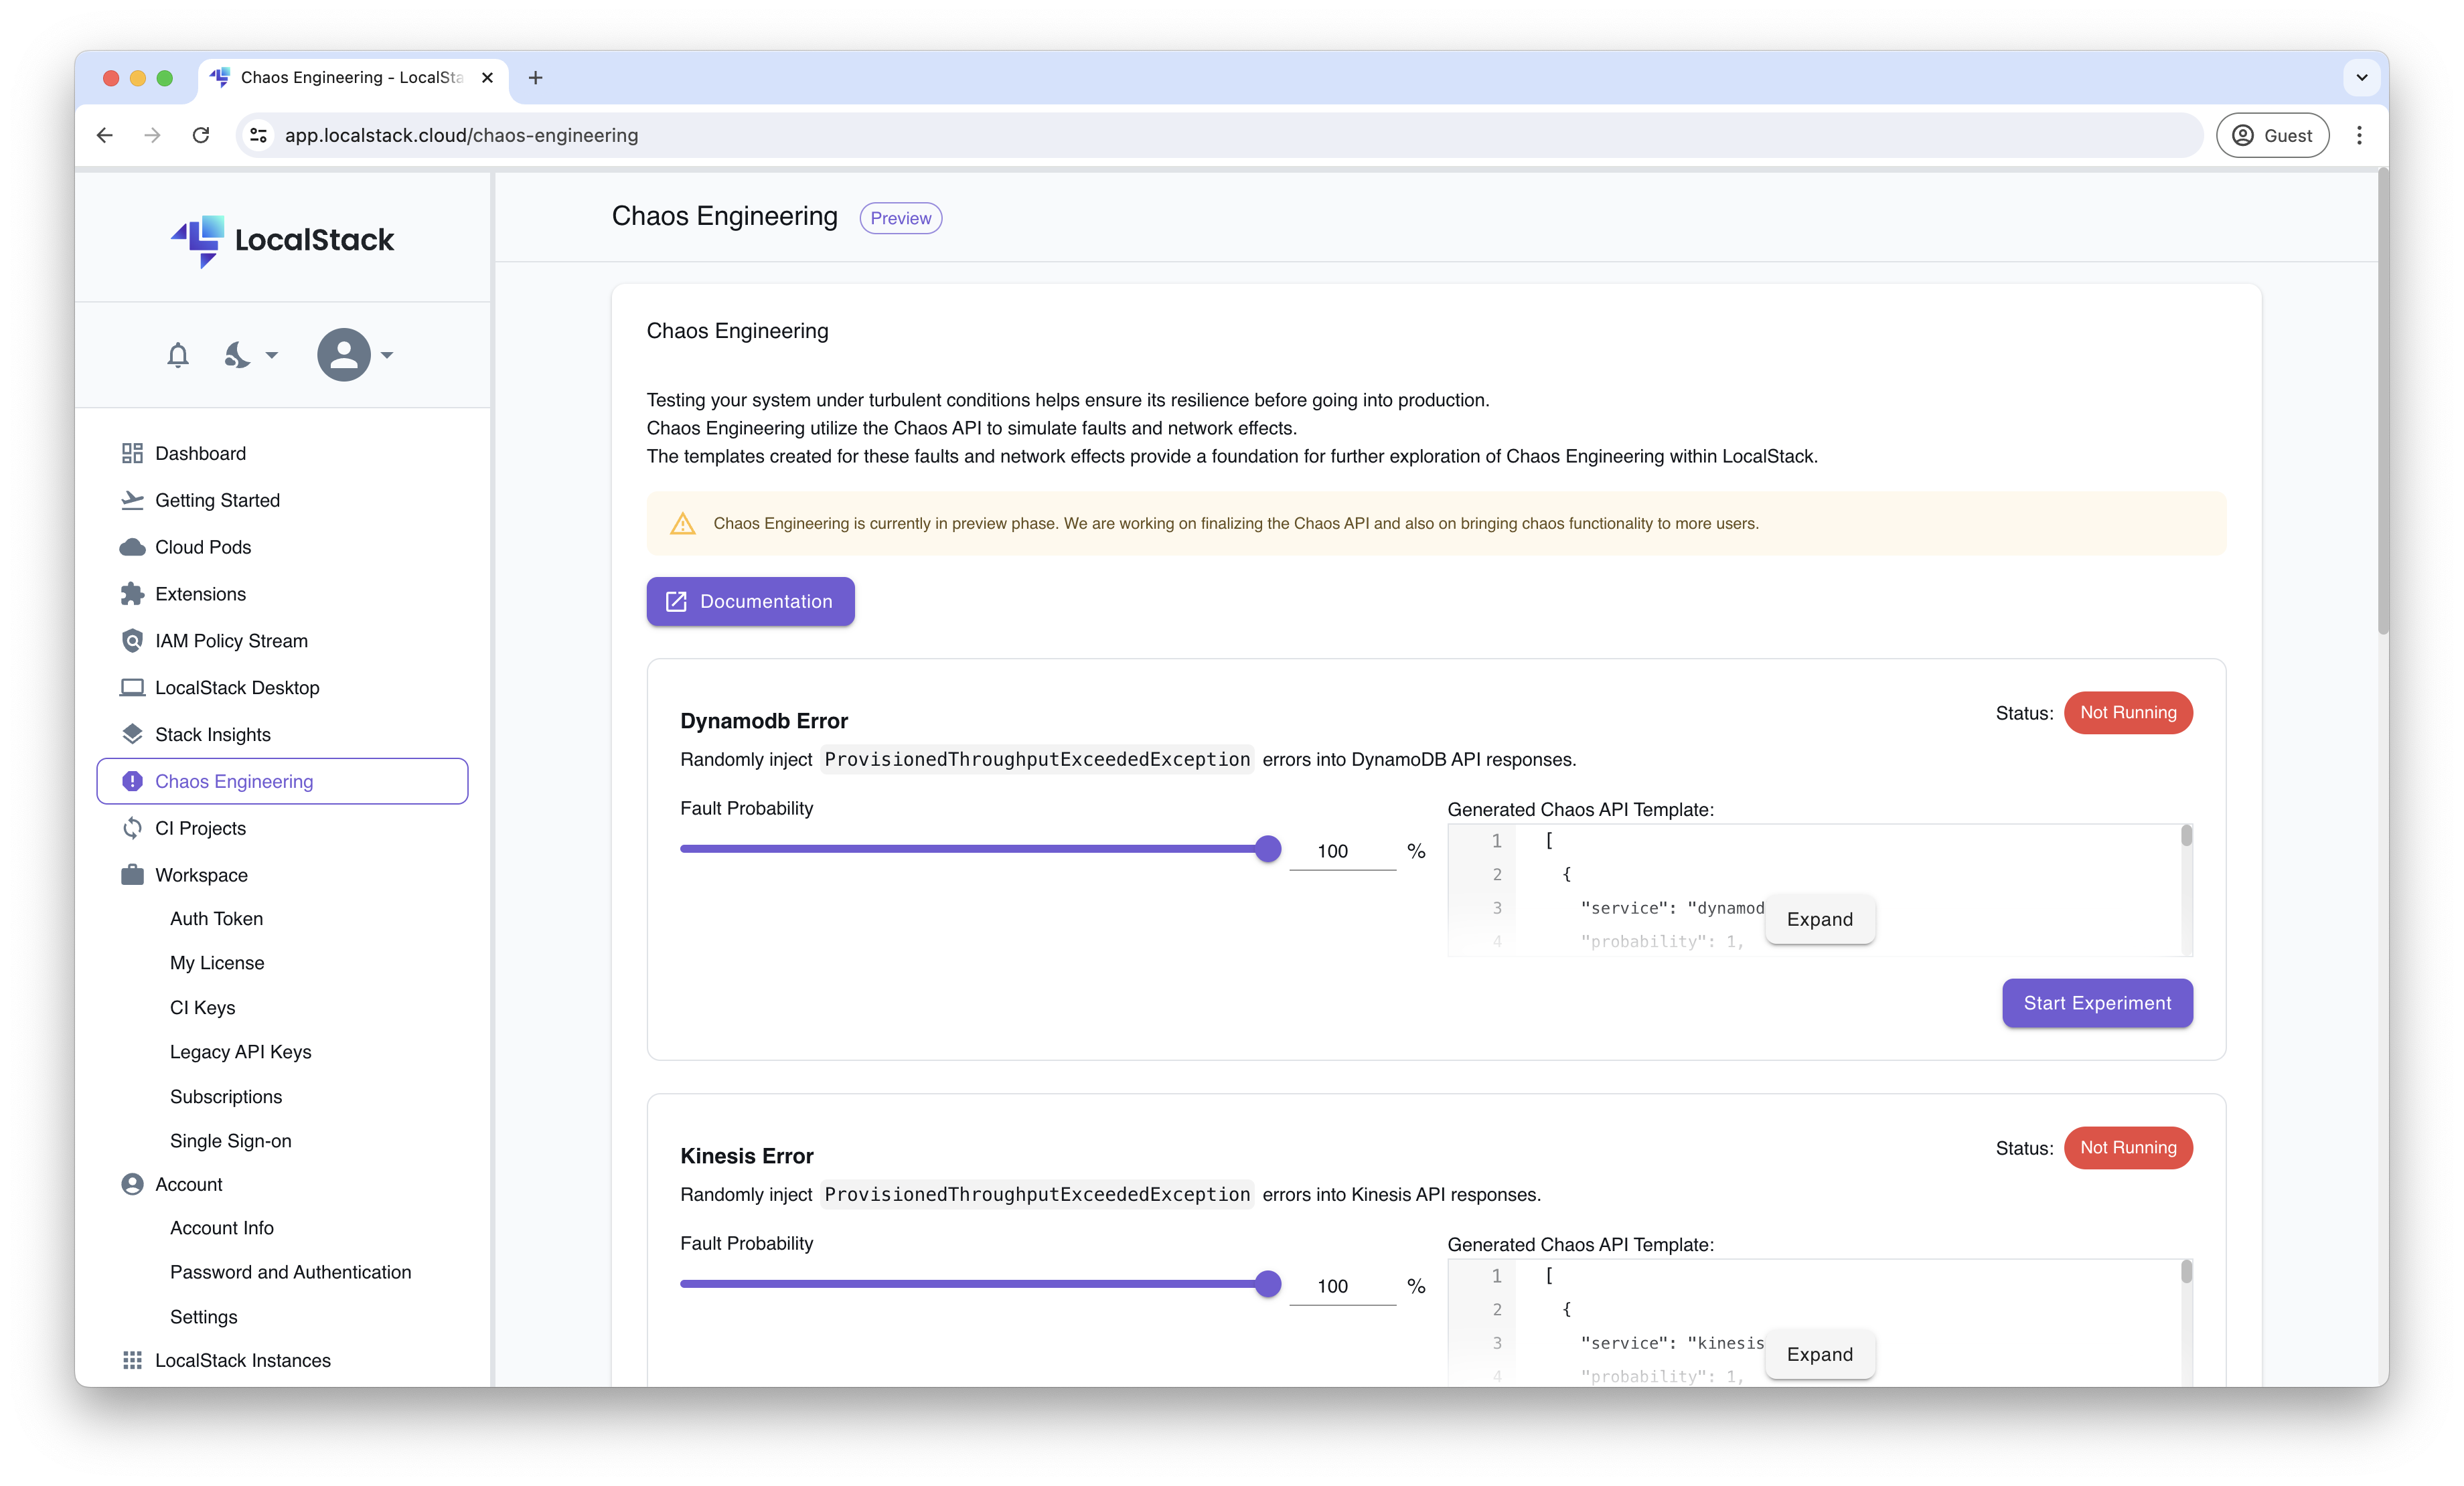 Chaos Engineering - LocalSta
app.localstack.cloud/chaos-engineering
Guest
LocalStack
Dashboard
Getting Started
Cloud Pods
Extensions
IAM Policy Stream
LocalStack Desktop
Stack Insights
Chaos Engineering
CI Projects
Workspace
Auth Token
My License
CI Keys
Legacy API Keys
Subscriptions
Single Sign-on
Account
Account Info
Password and Authentication
Settings
LocalStack Instances
Chaos Engineering Preview
Chaos Engineering
Testing your system under turbulent conditions helps ensure its resilience before going into production.
Chaos Engineering utilize the Chaos API to simulate faults and network effects.
The templates created for these faults and network effects provide a foundation for further exploration of Chaos Engineering within LocalStack.
Chaos Engineering is currently in preview phase. We are working on finalizing the Chaos API and also on bringing chaos functionality to more users.
Documentation
Dynamodb Error
Status: Not Running
Randomly inject ProvisionedThroughputExceededException errors into DynamoDB API responses.
Fault Probability
100 %
Generated Chaos API Template:
1 [
2 {
3 "service": "dynamod
4 "probability": 1,
Expand
Start Experiment
Kinesis Error
Status: Not Running
Randomly inject ProvisionedThroughputExceededException errors into Kinesis API responses.
Fault Probability
100 %
Generated Chaos API Template:
1 [
2 {
3 "service": "kinesis
4 "probability": 1,
Expand